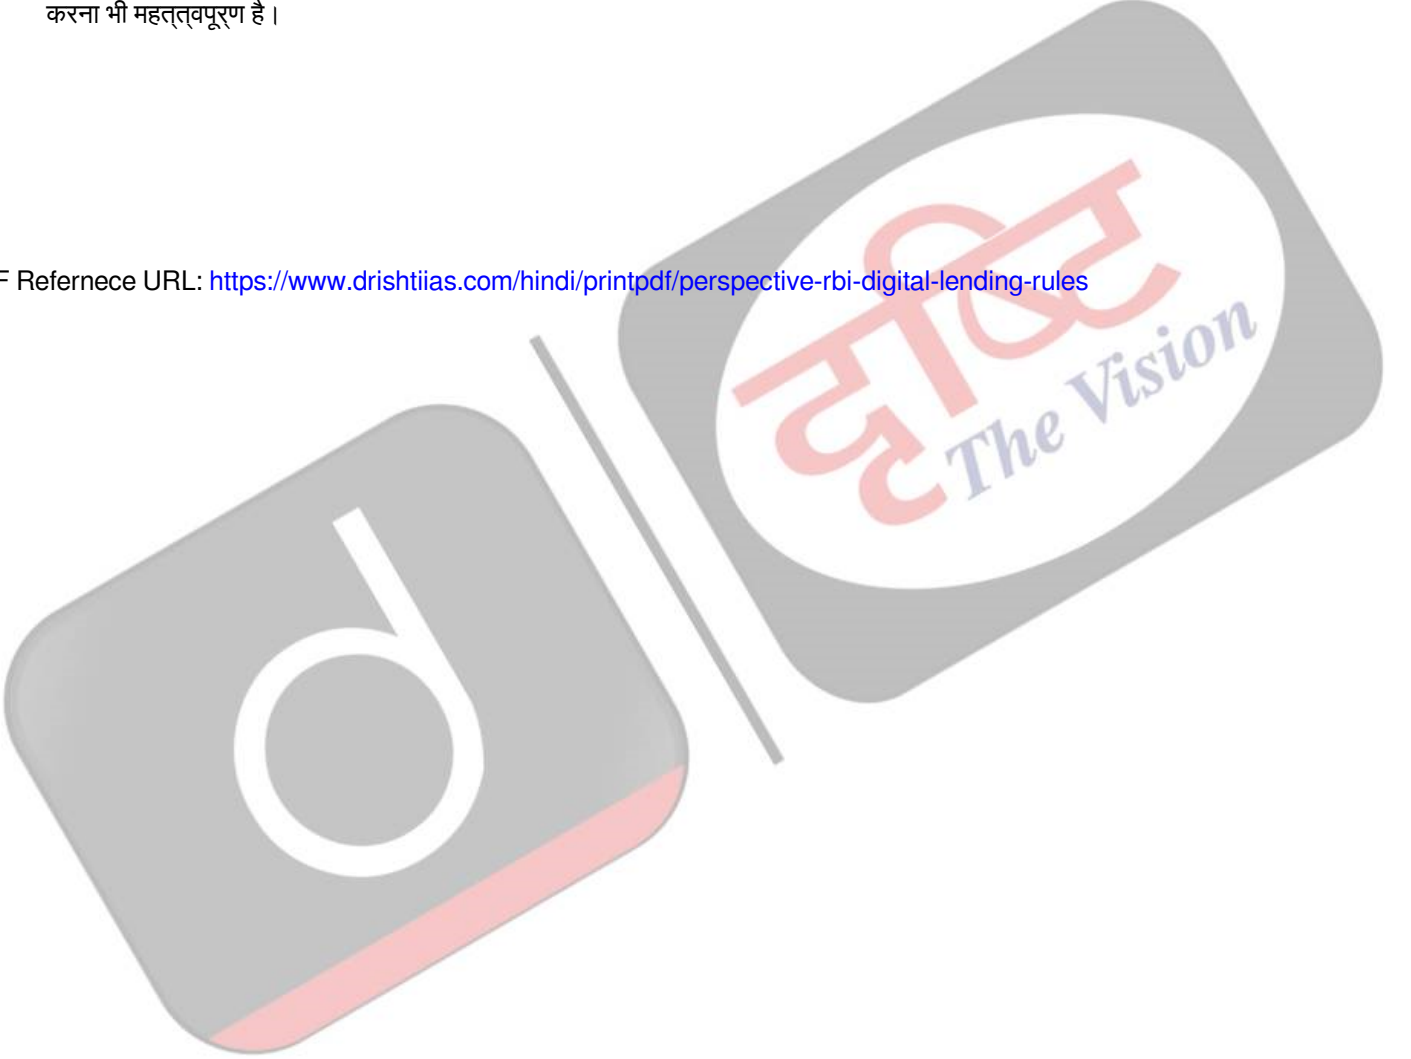 करना भी महत्त्वपूर्ण है।
F Refernece URL: https://www.drishtiias.com/hindi/printpdf/perspective-rbi-digital-lending-rules
दृष्टि
The Vision
d